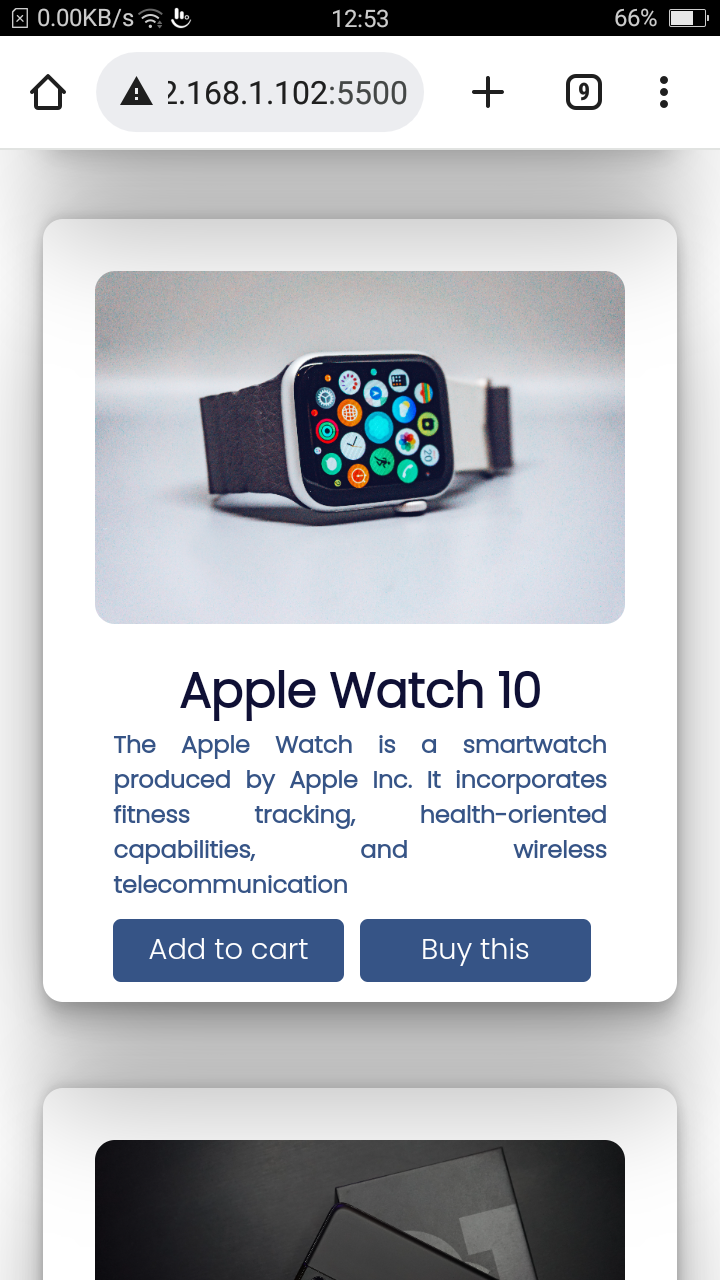 0.00KB/s 12:53 66%
2.168.1.102:5500 9
Apple Watch 10
The Apple Watch is a smartwatch
produced by Apple Inc. It incorporates
fitness tracking, health-oriented
capabilities, and wireless
telecommunication
Add to cart Buy this